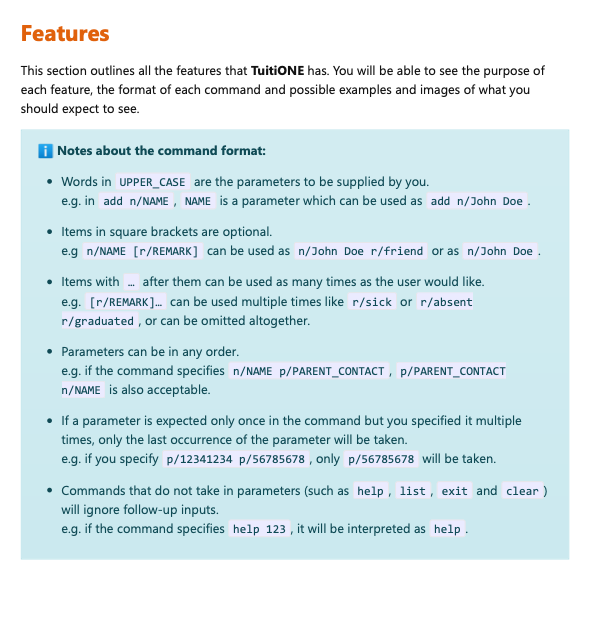 Features
This section outlines all the features that TuitiONE has. You will be able to see the purpose of
each feature, the format of each command and possible examples and images of what you
should expect to see.
ℹ️ Notes about the command format:
• Words in UPPER_CASE are the parameters to be supplied by you.
e.g. in add n/NAME , NAME is a parameter which can be used as add n/John Doe .
• Items in square brackets are optional.
e.g n/NAME [r/REMARK] can be used as n/John Doe r/friend or as n/John Doe .
• Items with … after them can be used as many times as the user would like.
e.g. [r/REMARK]… can be used multiple times like r/sick or r/absent
r/graduated , or can be omitted altogether.
• Parameters can be in any order.
e.g. if the command specifies n/NAME p/PARENT_CONTACT , p/PARENT_CONTACT
n/NAME is also acceptable.
• If a parameter is expected only once in the command but you specified it multiple
times, only the last occurrence of the parameter will be taken.
e.g. if you specify p/12341234 p/56785678 , only p/56785678 will be taken.
• Commands that do not take in parameters (such as help , list , exit and clear )
will ignore follow-up inputs.
e.g. if the command specifies help 123 , it will be interpreted as help .